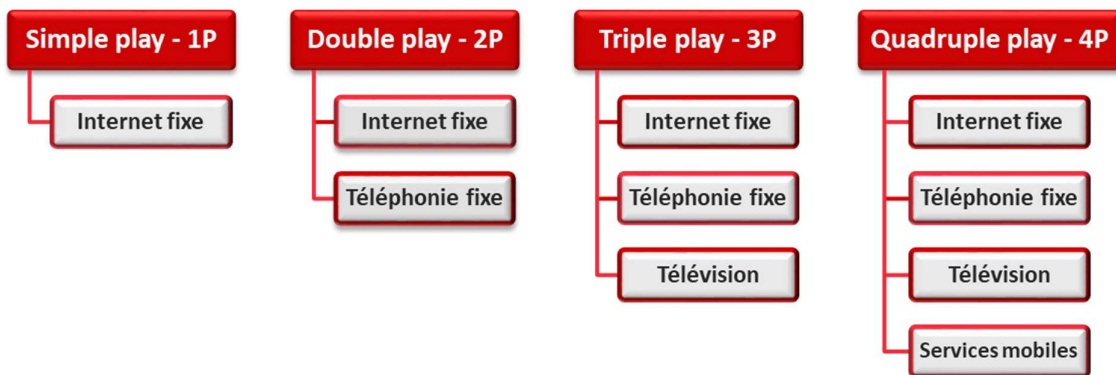 Simple play - 1P
Internet fixe
Double play - 2P
Internet fixe
Téléphonie fixe
Triple play - 3P
Internet fixe
Téléphonie fixe
Télévision
Quadruple play - 4P
Internet fixe
Téléphonie fixe
Télévision
Services mobiles